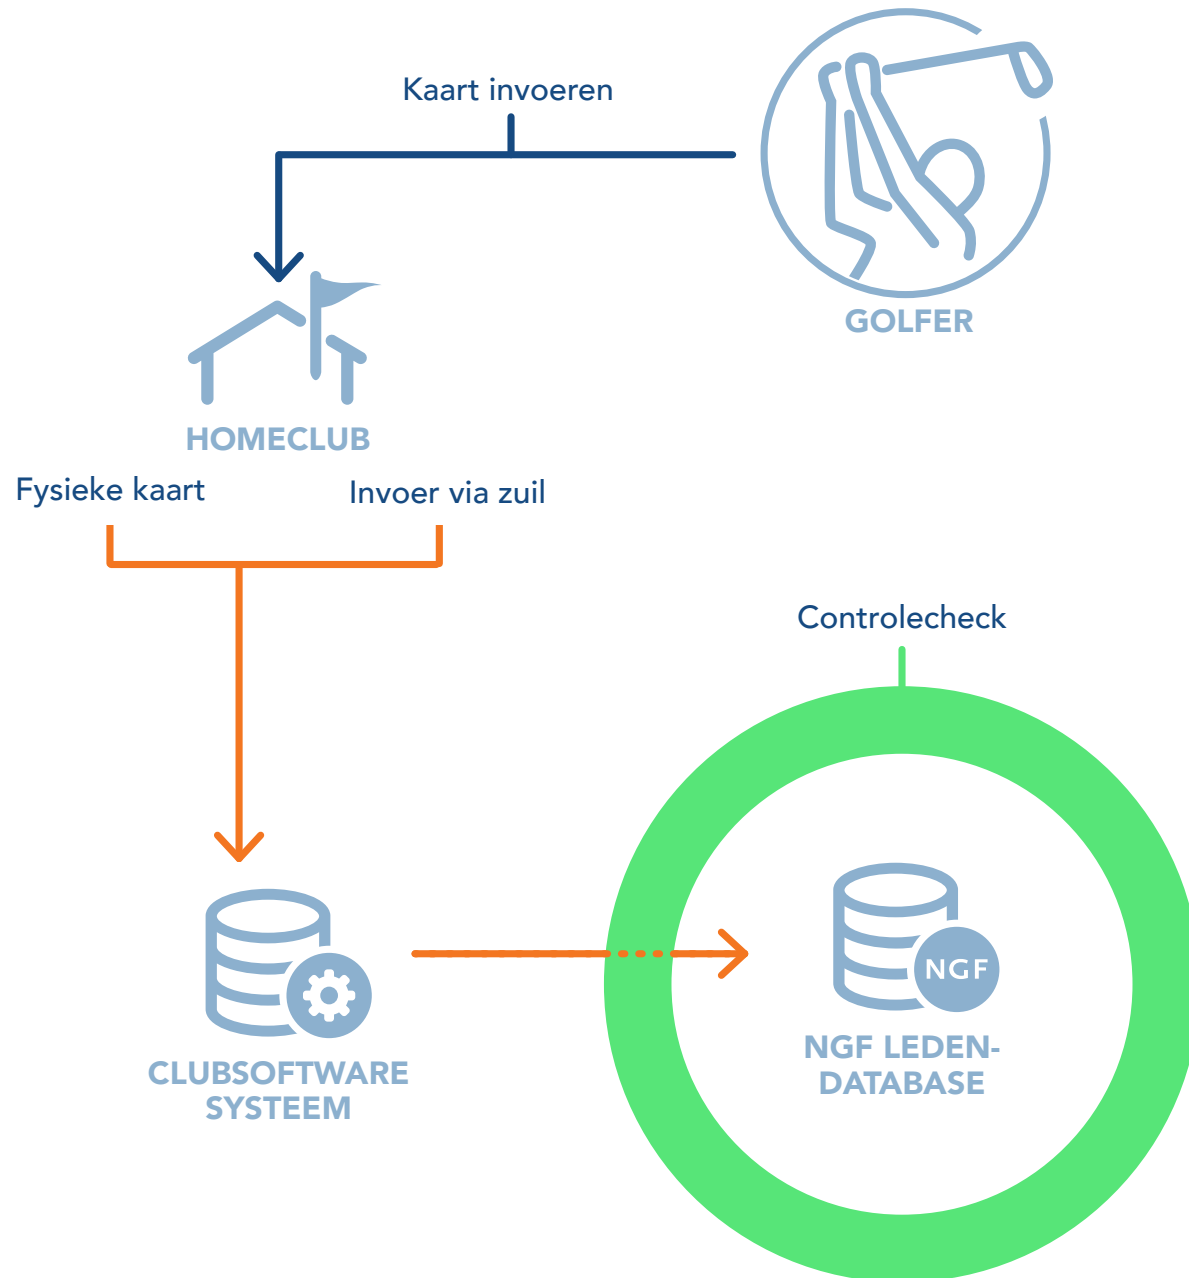 Kaart invoeren
GOLFER
HOMECLUB
Fysieke kaart
Invoer via zuil
Controlecheck
NGF
CLUBSOFTWARE
SYSTEEM
NGF LEDEN-
DATABASE